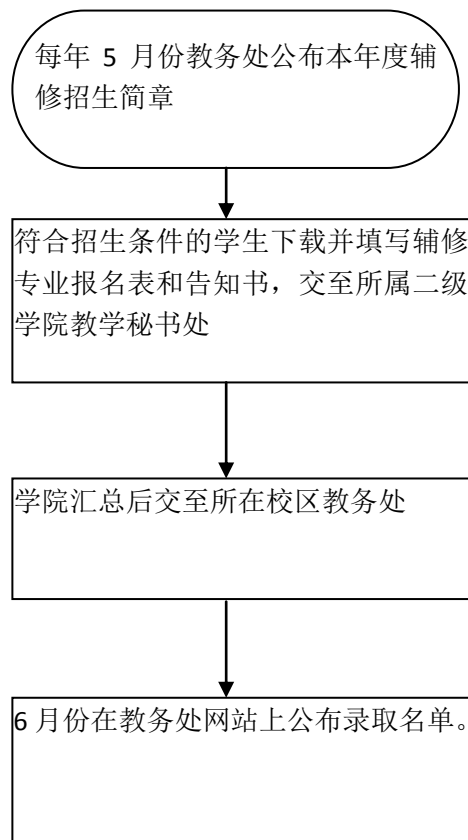 每年 5 月份教务处公布本年度辅
修招生简章
符合招生条件的学生下载并填写辅修
专业报名表和告知书，交至所属二级
学院教学秘书处
学院汇总后交至所在校区教务处
6 月份在教务处网站上公布录取名单。